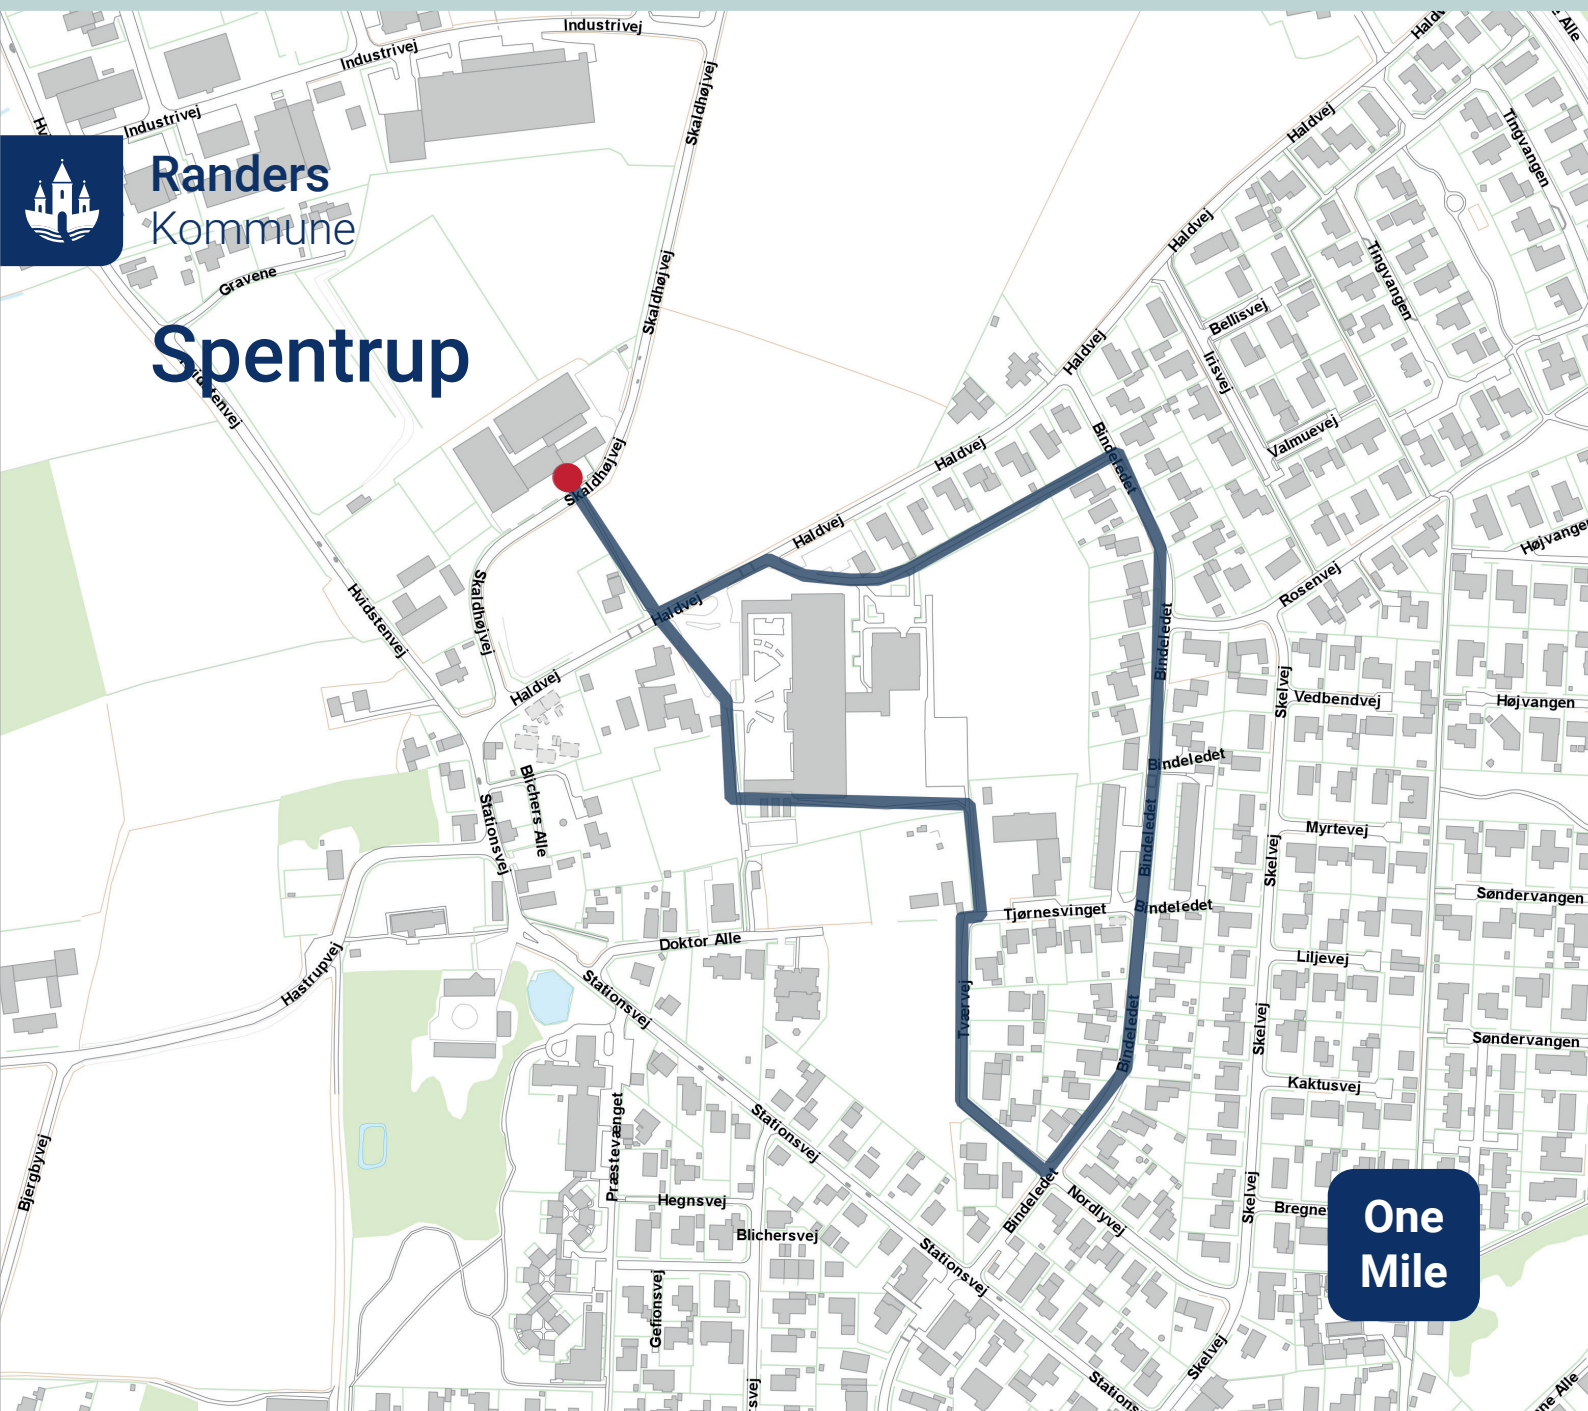 Industrivej
Industrivej
Industrivej
Skaldhøjvej
Haldvej
Tingvangen
Randers
Kommune
Haldvej
Gravene
Skaldhøjvej
Tingvangen
Bellisvej
Spentrup
Hvidstenvej
Haldvej
Irisvej
Valmuevej
Skaldhøjvej
Haldvej
Bindeledet
Haldvej
Højvangen
Rosenvej
Hvidstenvej
Skaldhøjvej
Haldvej
Bindeledet
Haldvej
Skelvej
Vedbendvej
Højvangen
Bindeledet
Blichers Alle
Stationsvej
Bindeledet
Myrtevej
Skelvej
Søndervangen
Tjørnesvinget
Bindeledet
Doktor Alle
Hastrupvej
Stationsvej
Liljevej
Tværvej
Bindeledet
Skelvej
Søndervangen
Kaktusvej
Bjergbyvej
Præstevænget
Stationsvej
Hegnsvej
Bindeledet
Nordlyvej
Skelvej
Blichersvej
One
Mile
Stationsvej
Gefionsvej
Skelvej